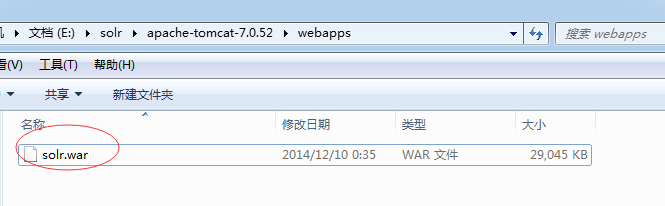 文档 (E:) ▸ solr ▸ apache-tomcat-7.0.52 ▸ webapps
搜索 webapps
(V) 工具(T) 帮助(H)
共享 新建文件夹
名称 修改日期 类型 大小
solr.war 2014/12/10 0:35 WAR 文件 29,045 KB